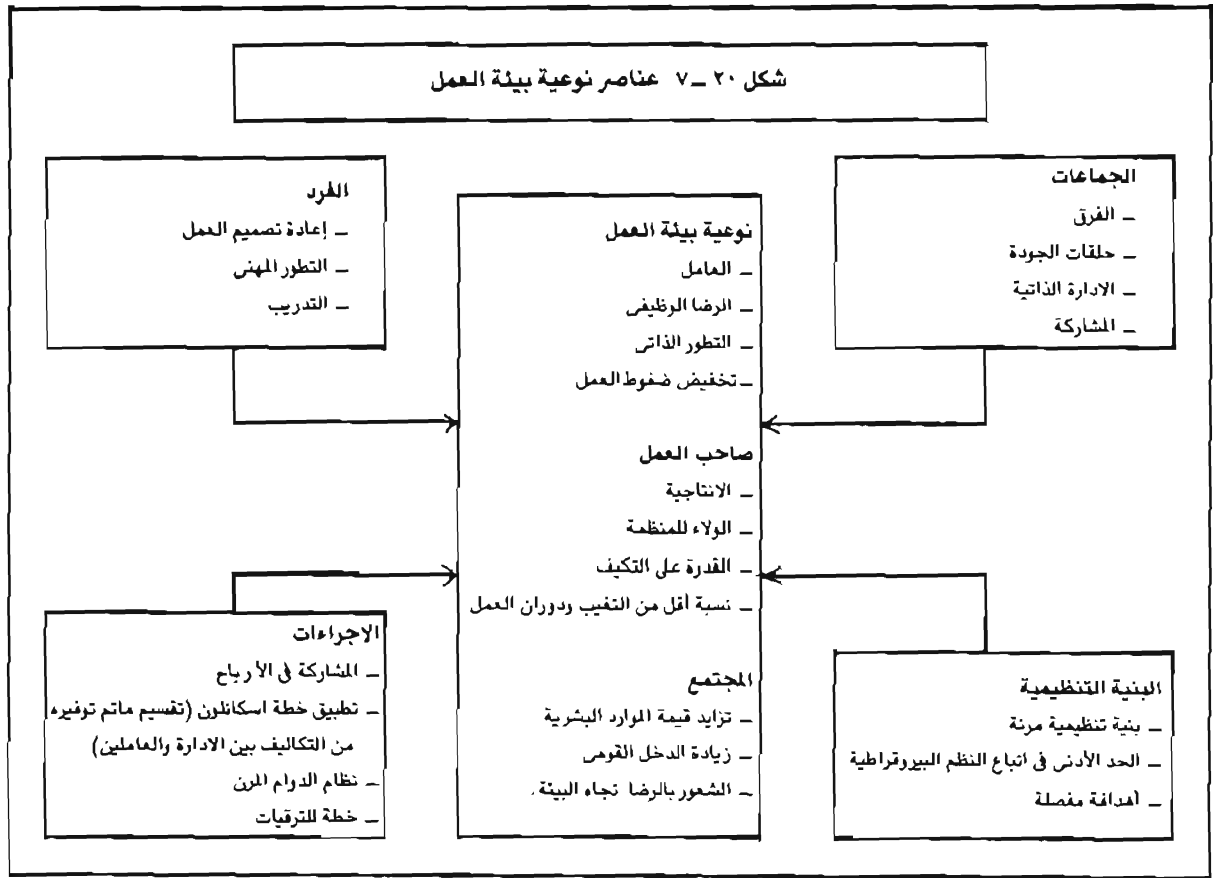 شكل ٢٠ – ٧ عناصر نوعية بيئة العمل
الجماعات
– الفرق
– حلقات الجودة
– الادارة الذاتية
– المشاركة
نوعية بيئة العمل
– العامل
– الرضا الوظيفى
– التطور الذاتى
– تخفيض ضغوط العمل
صاحب العمل
– الانتاجية
– الولاء للمنظمة
– القدرة على التكيف
– نسبة أقل من التغيب ودوران العمل
المجتمع
– تزايد قيمة الموارد البشرية
– زيادة الدخل القومى
– الشعور بالرضا تجاه البيئة.
الفرد
– إعادة تصميم العمل
– التطور المهنى
– التدريب
البنية التنظيمية
– بنية تنظيمية مرنة
– الحد الأدنى فى اتباع النظم البيروقراطية
– أهدافة مفصلة
الاجراءات
– المشاركة فى الأرباح
– تطبيق خطة اسكانلون (تقسيم ماتم توفيره
من التكاليف بين الادارة والعاملين)
– نظام الدوام المرن
– خطة للترقيات